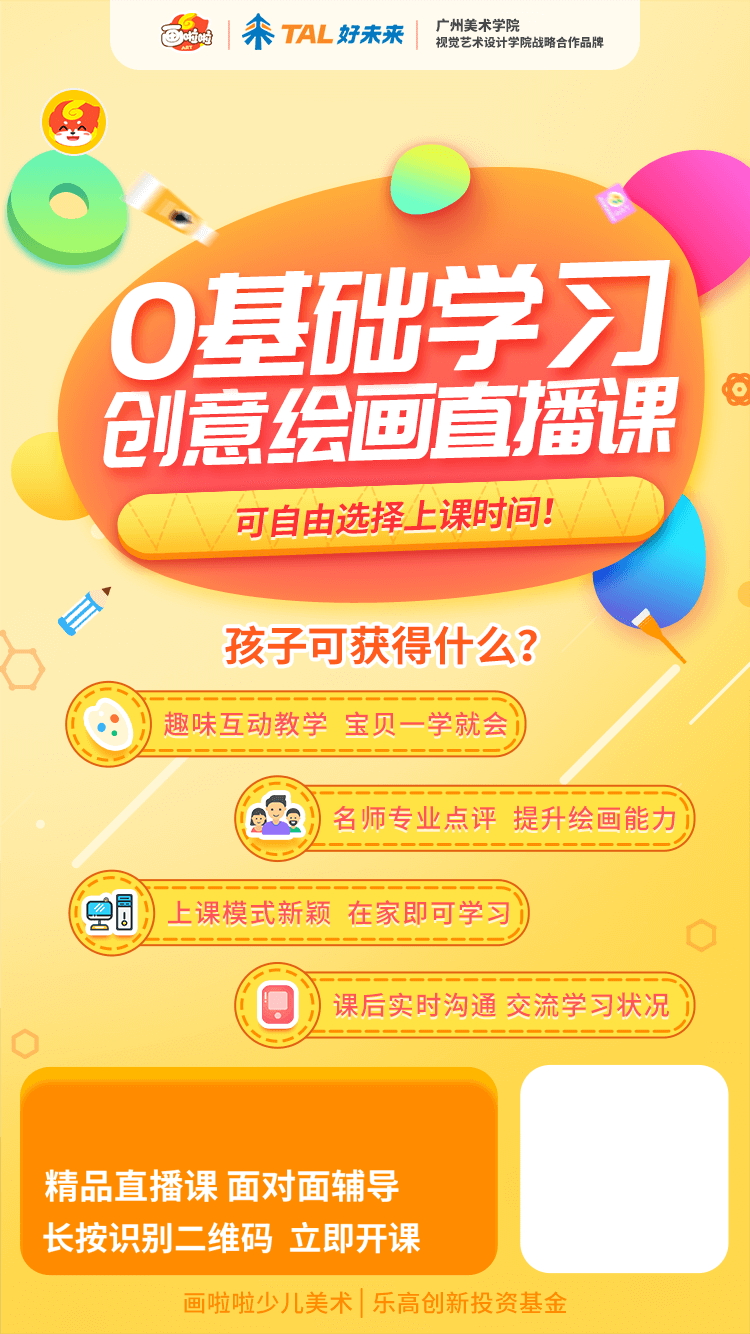 画啦啦
ART
TAL 好未来
广州美术学院
视觉艺术设计学院战略合作品牌
0基础学习
创意绘画直播课
可自由选择上课时间!
孩子可获得什么?
趣味互动教学 宝贝一学就会
名师专业点评 提升绘画能力
上课模式新颖 在家即可学习
课后实时沟通 交流学习状况
精品直播课 面对面辅导
长按识别二维码 立即开课
画啦啦少儿美术|乐高创新投资基金